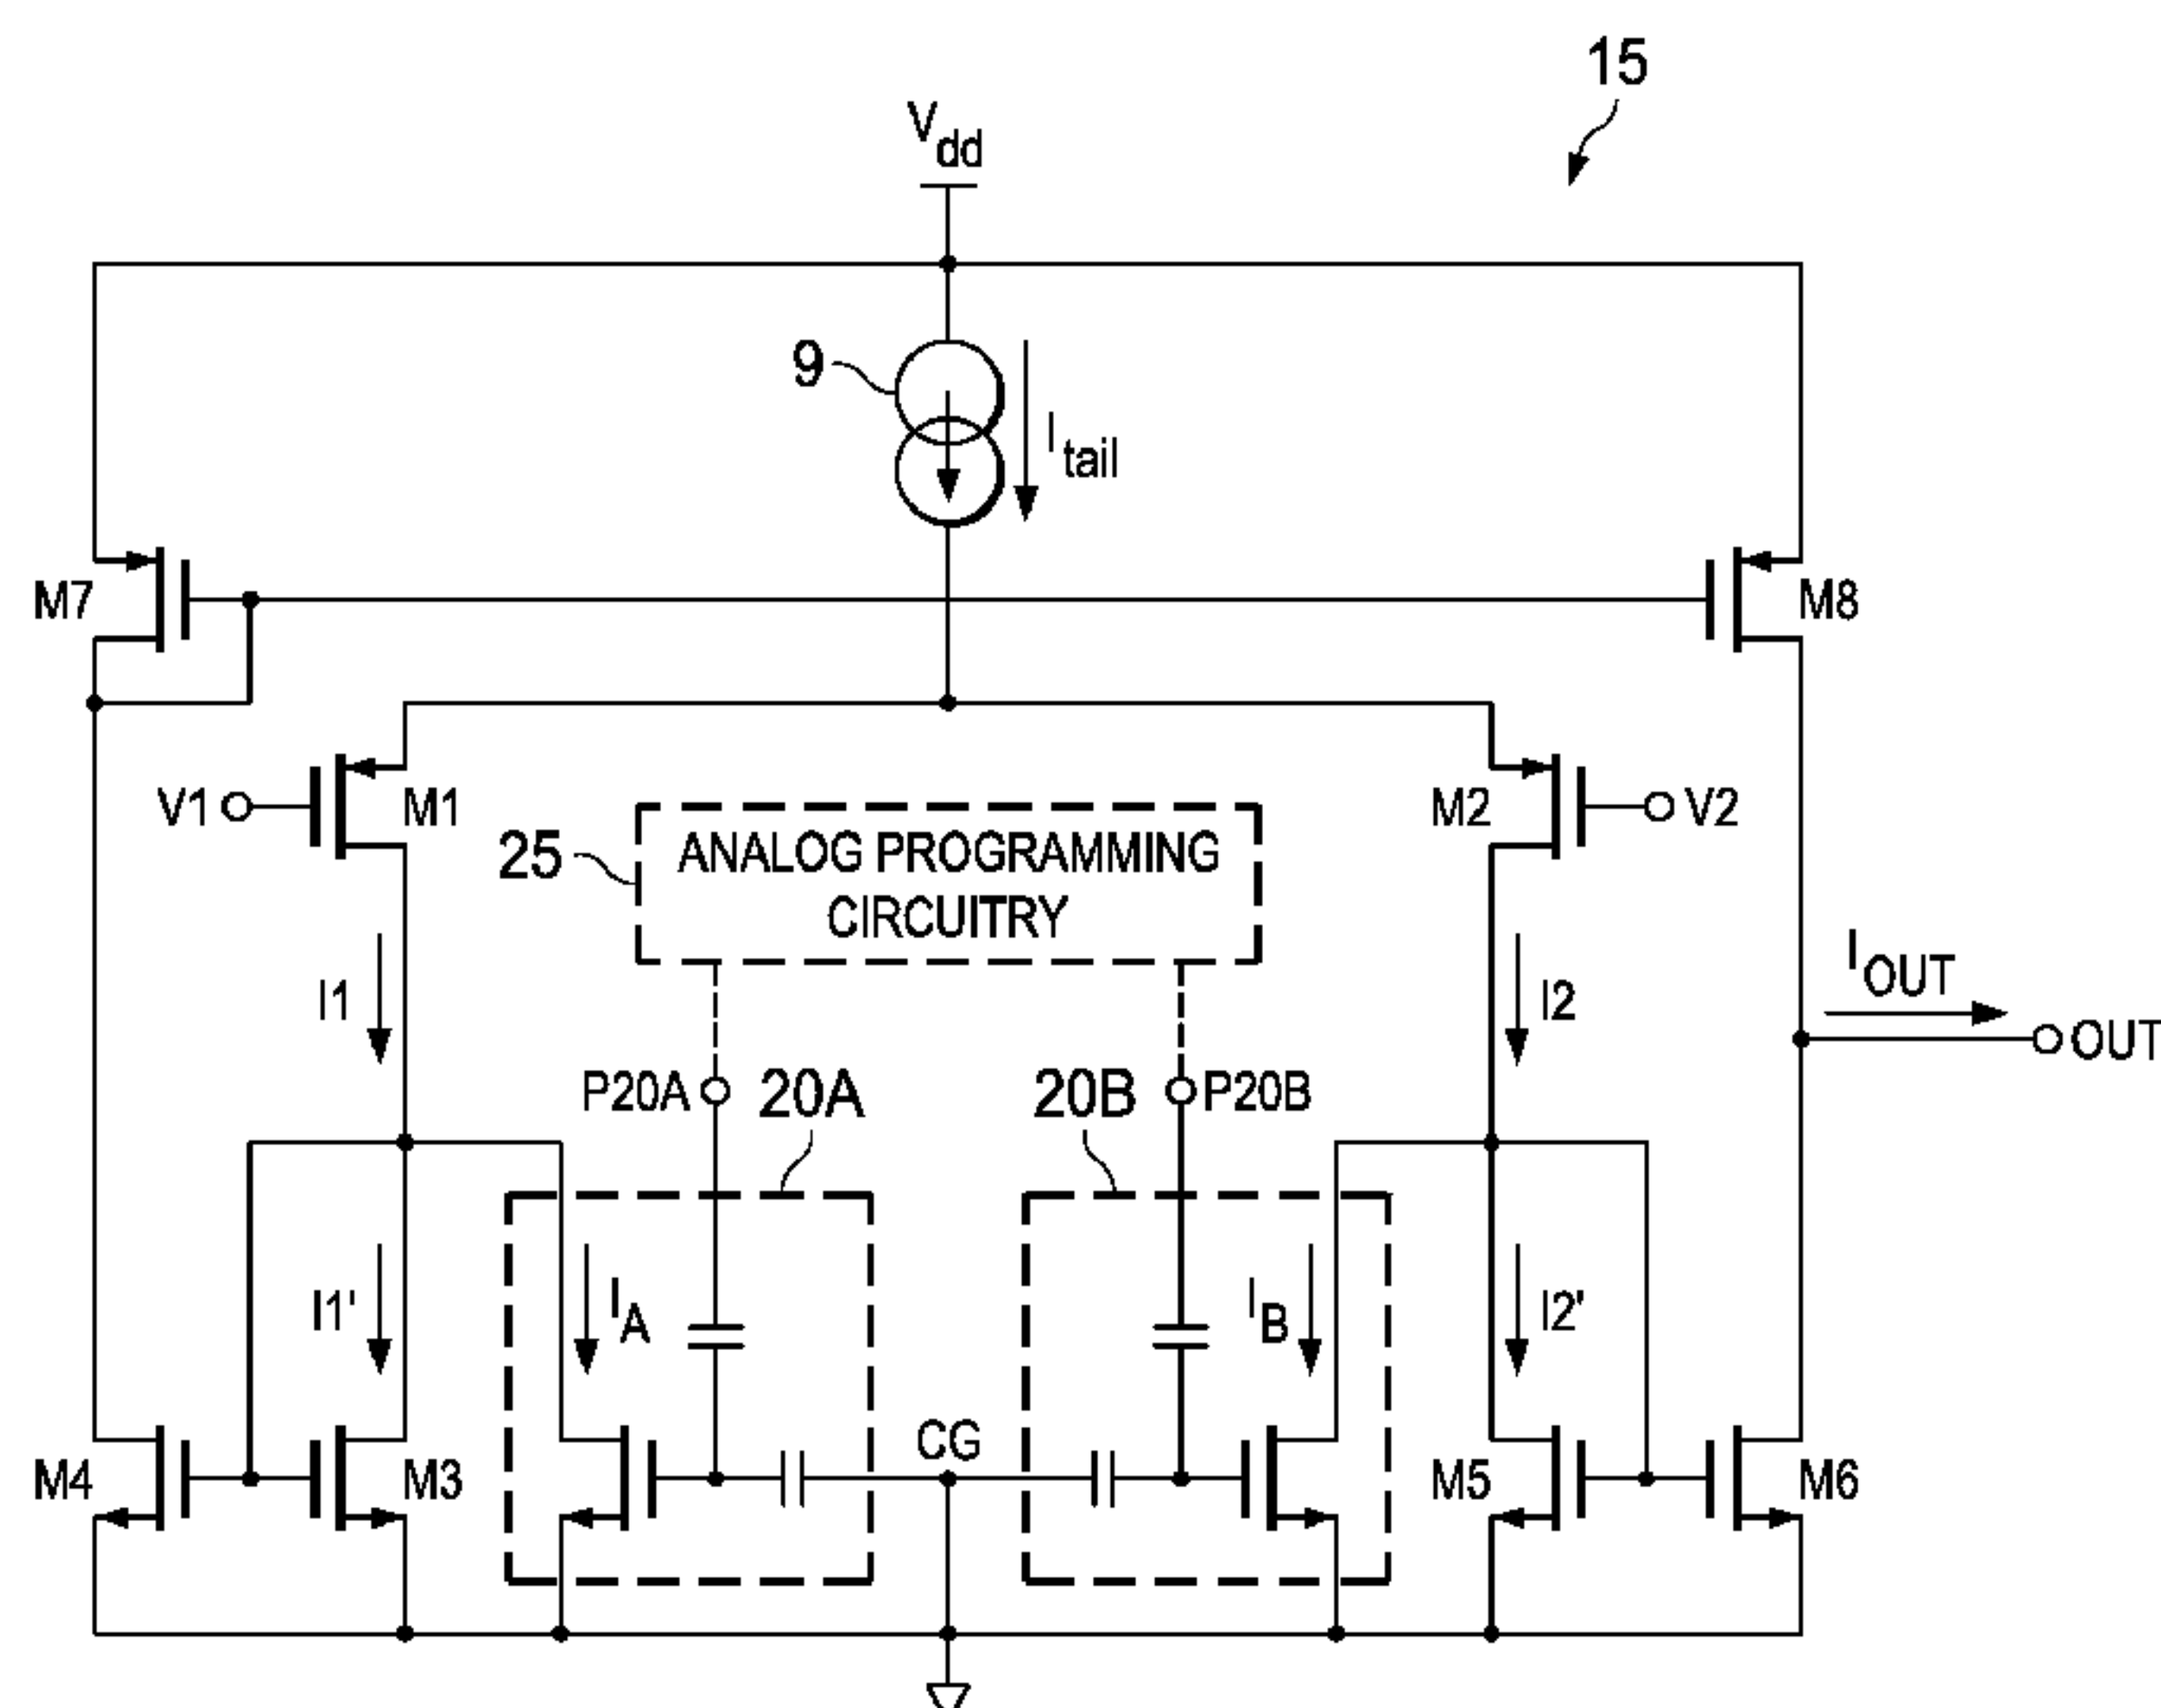 15
Vdd
9
Itail
M7
M8
V1
M1
M2
V2
25
ANALOG PROGRAMMING
CIRCUITRY
I1
I2
IOUT
OUT
P20A
20A
20B
P20B
I1'
IA
IB
I2'
CG
M4
M3
M5
M6